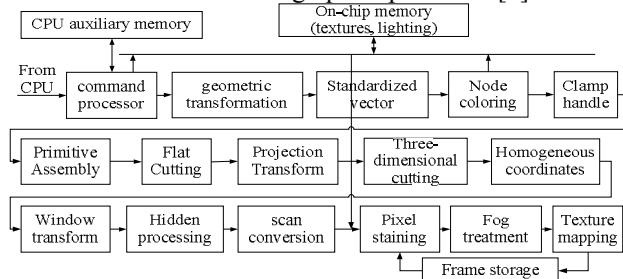 CPU auxiliary memory
On-chip memory
(textures, lighting)
From
CPU
command
processor
geometric
transformation
Standardized
vector
Node
coloring
Clamp
handle
Primitive
Assembly
Flat
Cutting
Projection
Transform
Three-
dimensional
cutting
Homogeneous
coordinates
Window
transform
Hidden
processing
scan
conversion
Pixel
staining
Fog
treatment
Texture
mapping
Frame storage